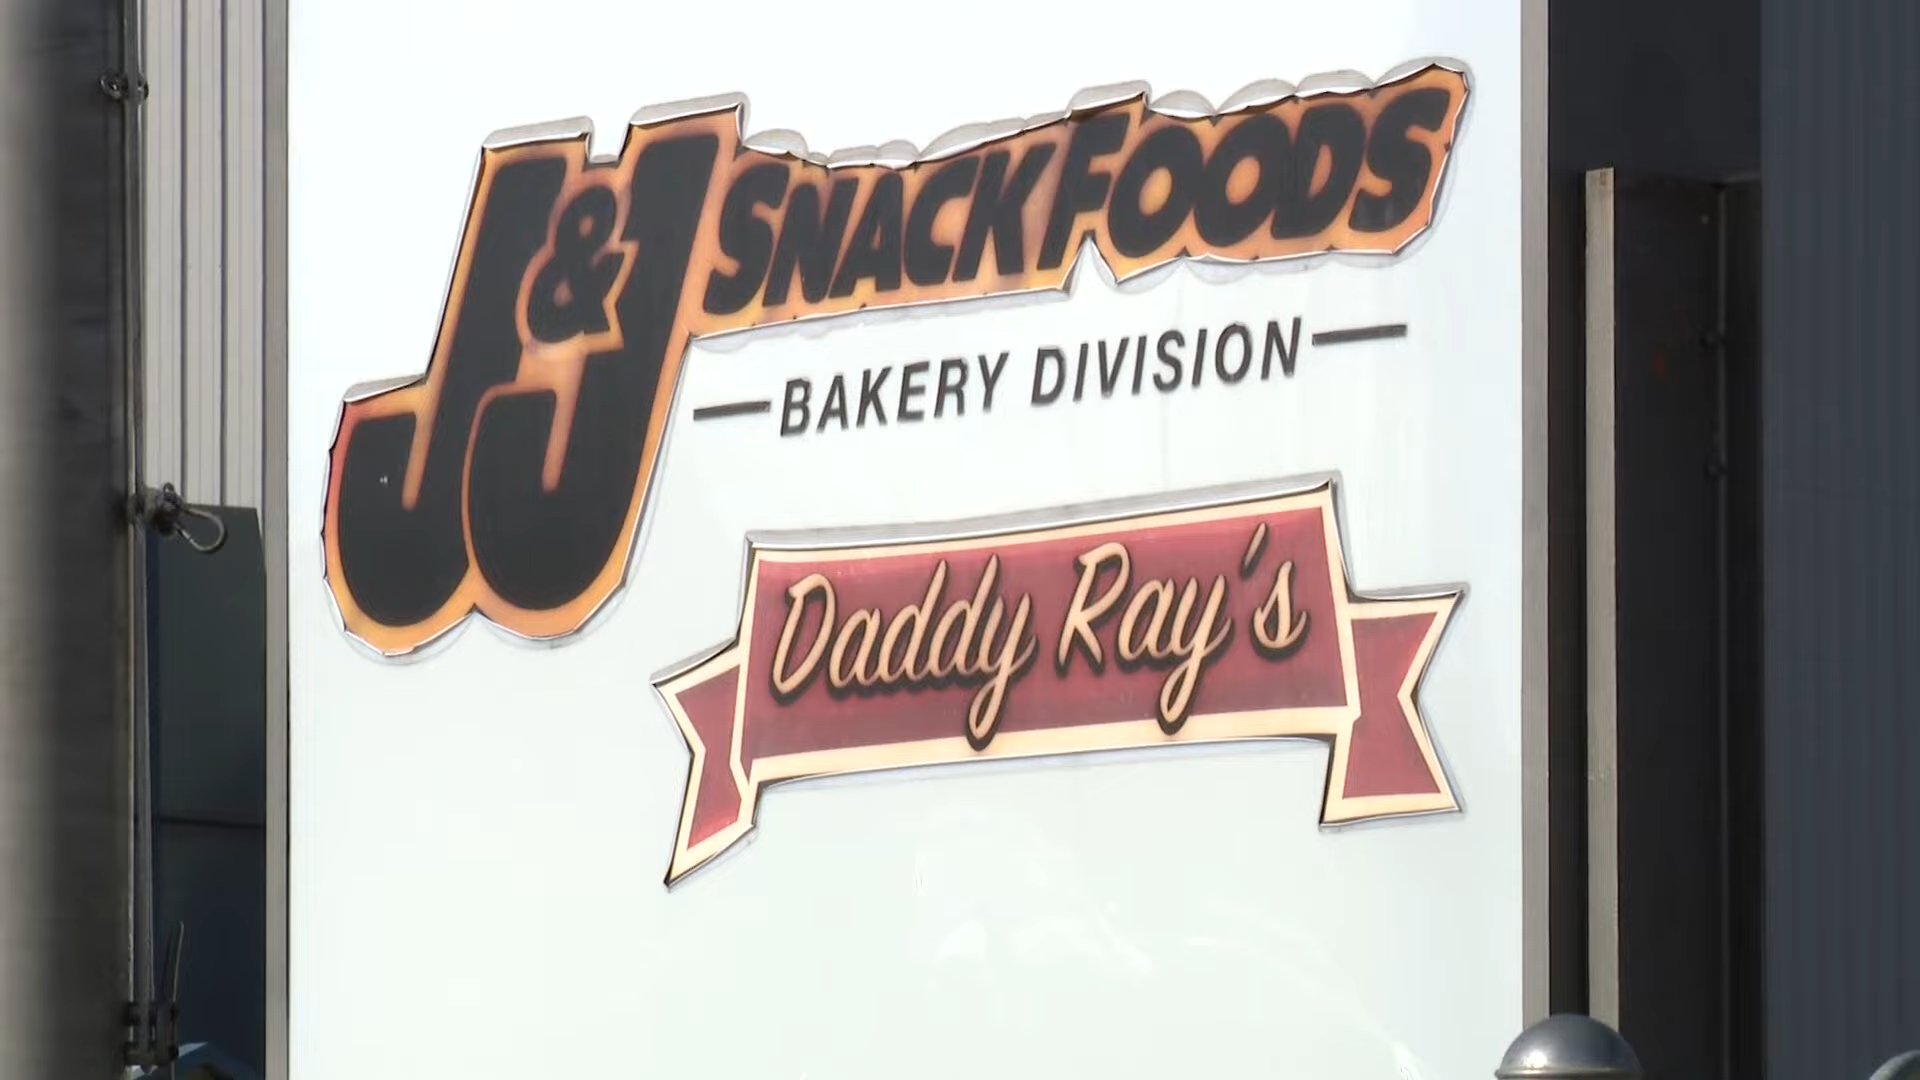 J&J SNACK FOODS
— BAKERY DIVISION —
Daddy Ray's